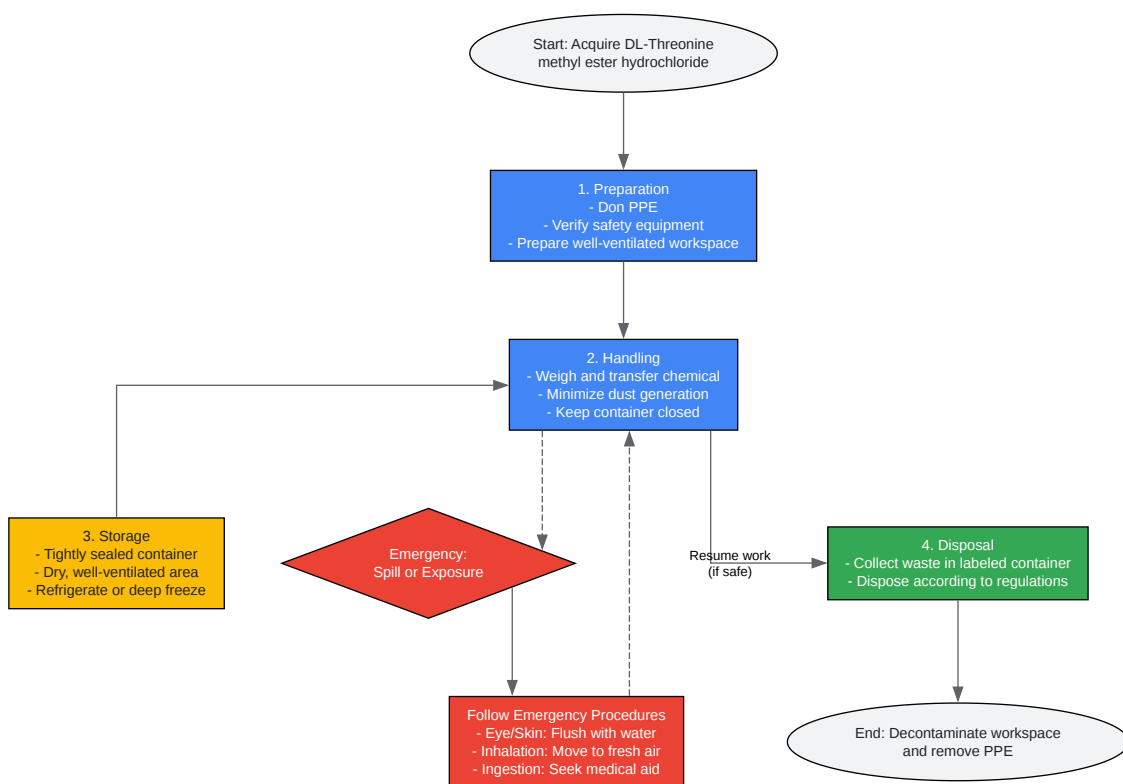 Start: Acquire DL-Threonine
methyl ester hydrochloride
1. Preparation
- Don PPE
- Verify safety equipment
- Prepare well-ventilated workspace
2. Handling
- Weigh and transfer chemical
- Minimize dust generation
- Keep container closed
3. Storage
- Tightly sealed container
- Dry, well-ventilated area
- Refrigerate or deep freeze
Emergency:
Spill or Exposure
Resume work
(if safe)
4. Disposal
- Collect waste in labeled container
- Dispose according to regulations
Follow Emergency Procedures
- Eye/Skin: Flush with water
- Inhalation: Move to fresh air
- Ingestion: Seek medical aid
End: Decontaminate workspace
and remove PPE